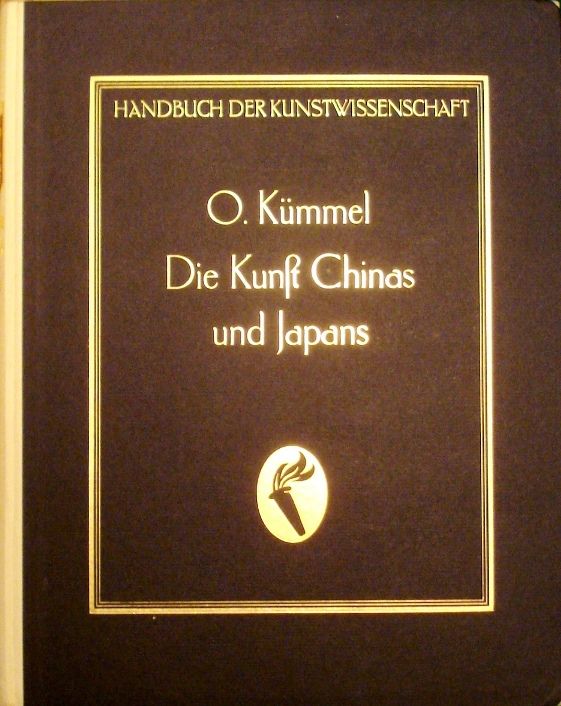 HANDBUCH DER KUNSTWISSENSCHAFT
O. Kümmel
Die Kunſt Chinas
und Japans